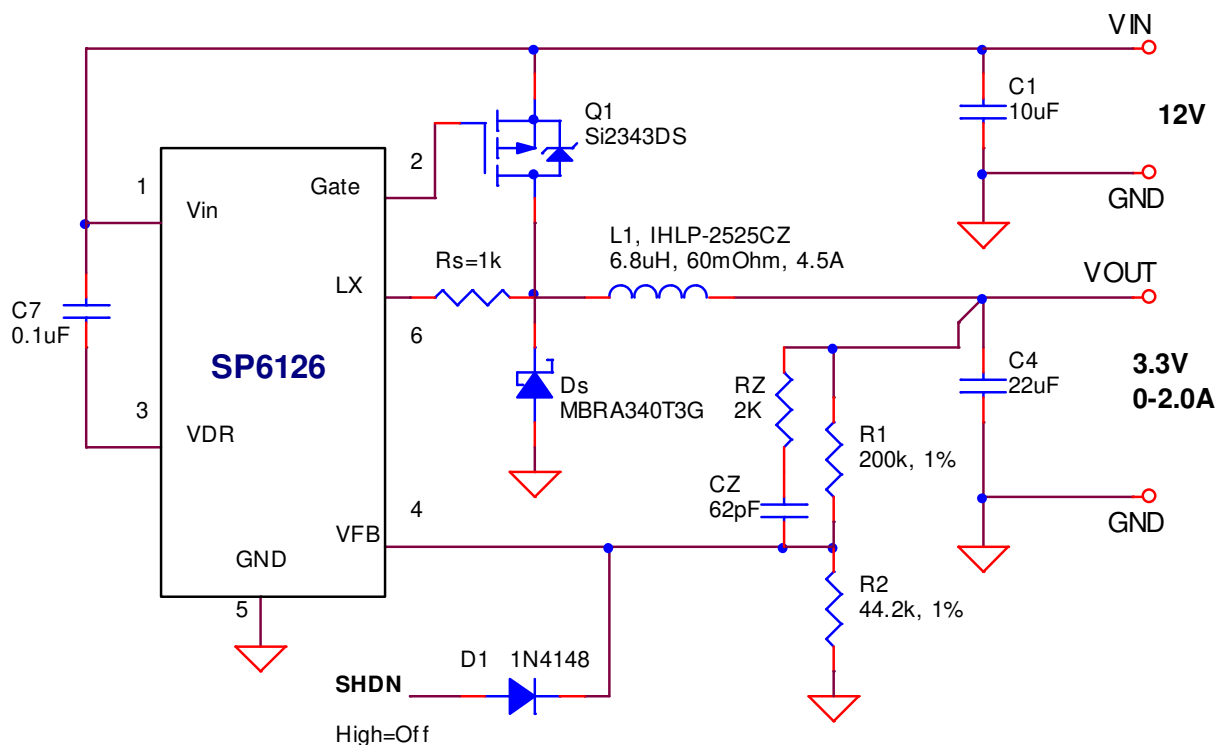 VIN
C1
10uF
12V
Q1
Si2343DS
2
1
Gate
Vin
GND
L1, IHLP-2525CZ
6.8uH, 60mOhm, 4.5A
Rs=1k
VOUT
LX
C7
0.1uF
6
SP6126
C4
22uF
3.3V
0-2.0A
Ds
MBRA340T3G
RZ
2K
3
VDR
R1
200k, 1%
CZ
62pF
4
VFB
GND
GND
5
R2
44.2k, 1%
D1 1N4148
SHDN
High=Off